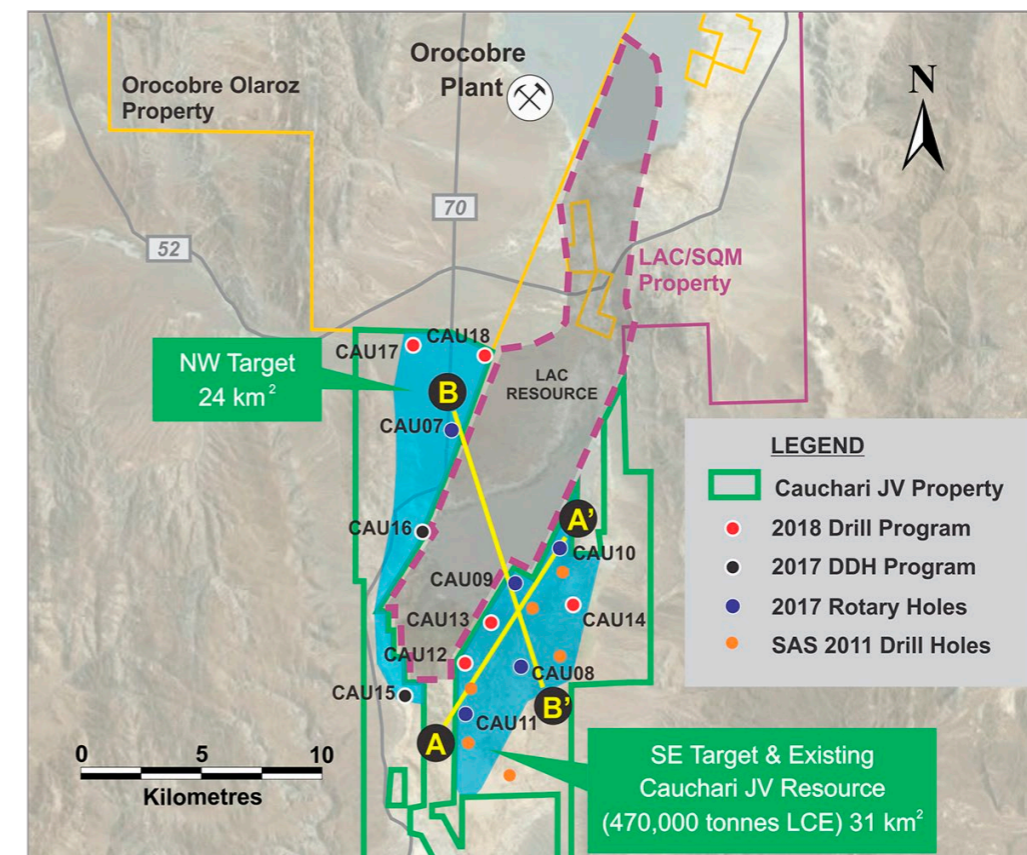 Orocobre
Plant
Orocobre Olaroz
Property
N
70
52
LAC/SQM
Property
CAU18
CAU17
NW Target
24 km²
B
LAC
RESOURCE
CAU07
LEGEND
Cauchari JV Property
2018 Drill Program
2017 DDH Program
2017 Rotary Holes
SAS 2011 Drill Holes
CAU16
A'
CAU10
CAU09
CAU13
CAU14
CAU12
CAU08
CAU15
B'
CAU11
A
0 5 10
Kilometres
SE Target & Existing
Cauchari JV Resource
(470,000 tonnes LCE) 31 km²